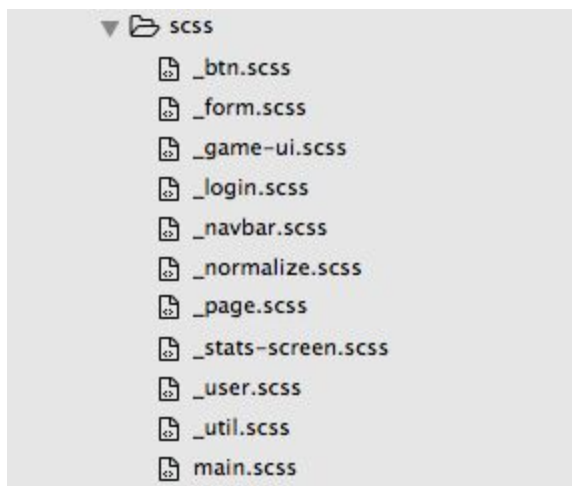 scss
_btn.scss
_form.scss
_game-ui.scss
_login.scss
_navbar.scss
_normalize.scss
_page.scss
_stats-screen.scss
_user.scss
_util.scss
main.scss